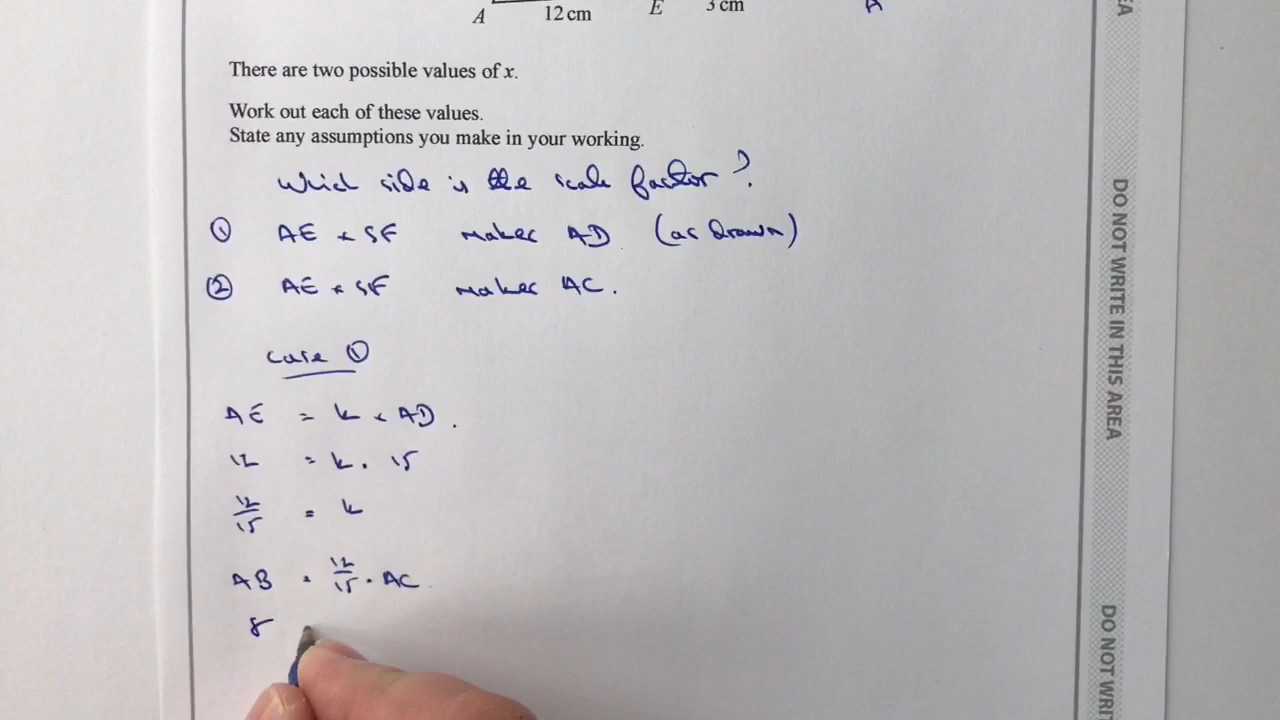 A 12 cm E 3 cm A
There are two possible values of x.
Work out each of these values.
State any assumptions you make in your working.
Which side is the scale factor?
① AE × SF makes AD (as drawn)
② AE × SF makes AC.
Case ①
AE = k × AD.
12 = k. 15
12/15 = k
AB = 12/15 · AC.
8
EA
DO NOT WRITE IN THIS AREA
DO NOT WRI